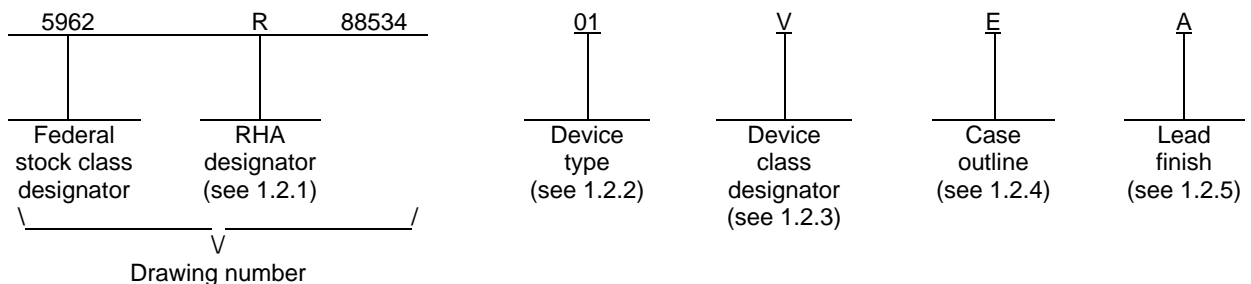 5962 R 88534 01 V E A
Federal stock class designator
RHA designator (see 1.2.1)
Device type (see 1.2.2)
Device class designator (see 1.2.3)
Case outline (see 1.2.4)
Lead finish (see 1.2.5)
Drawing number